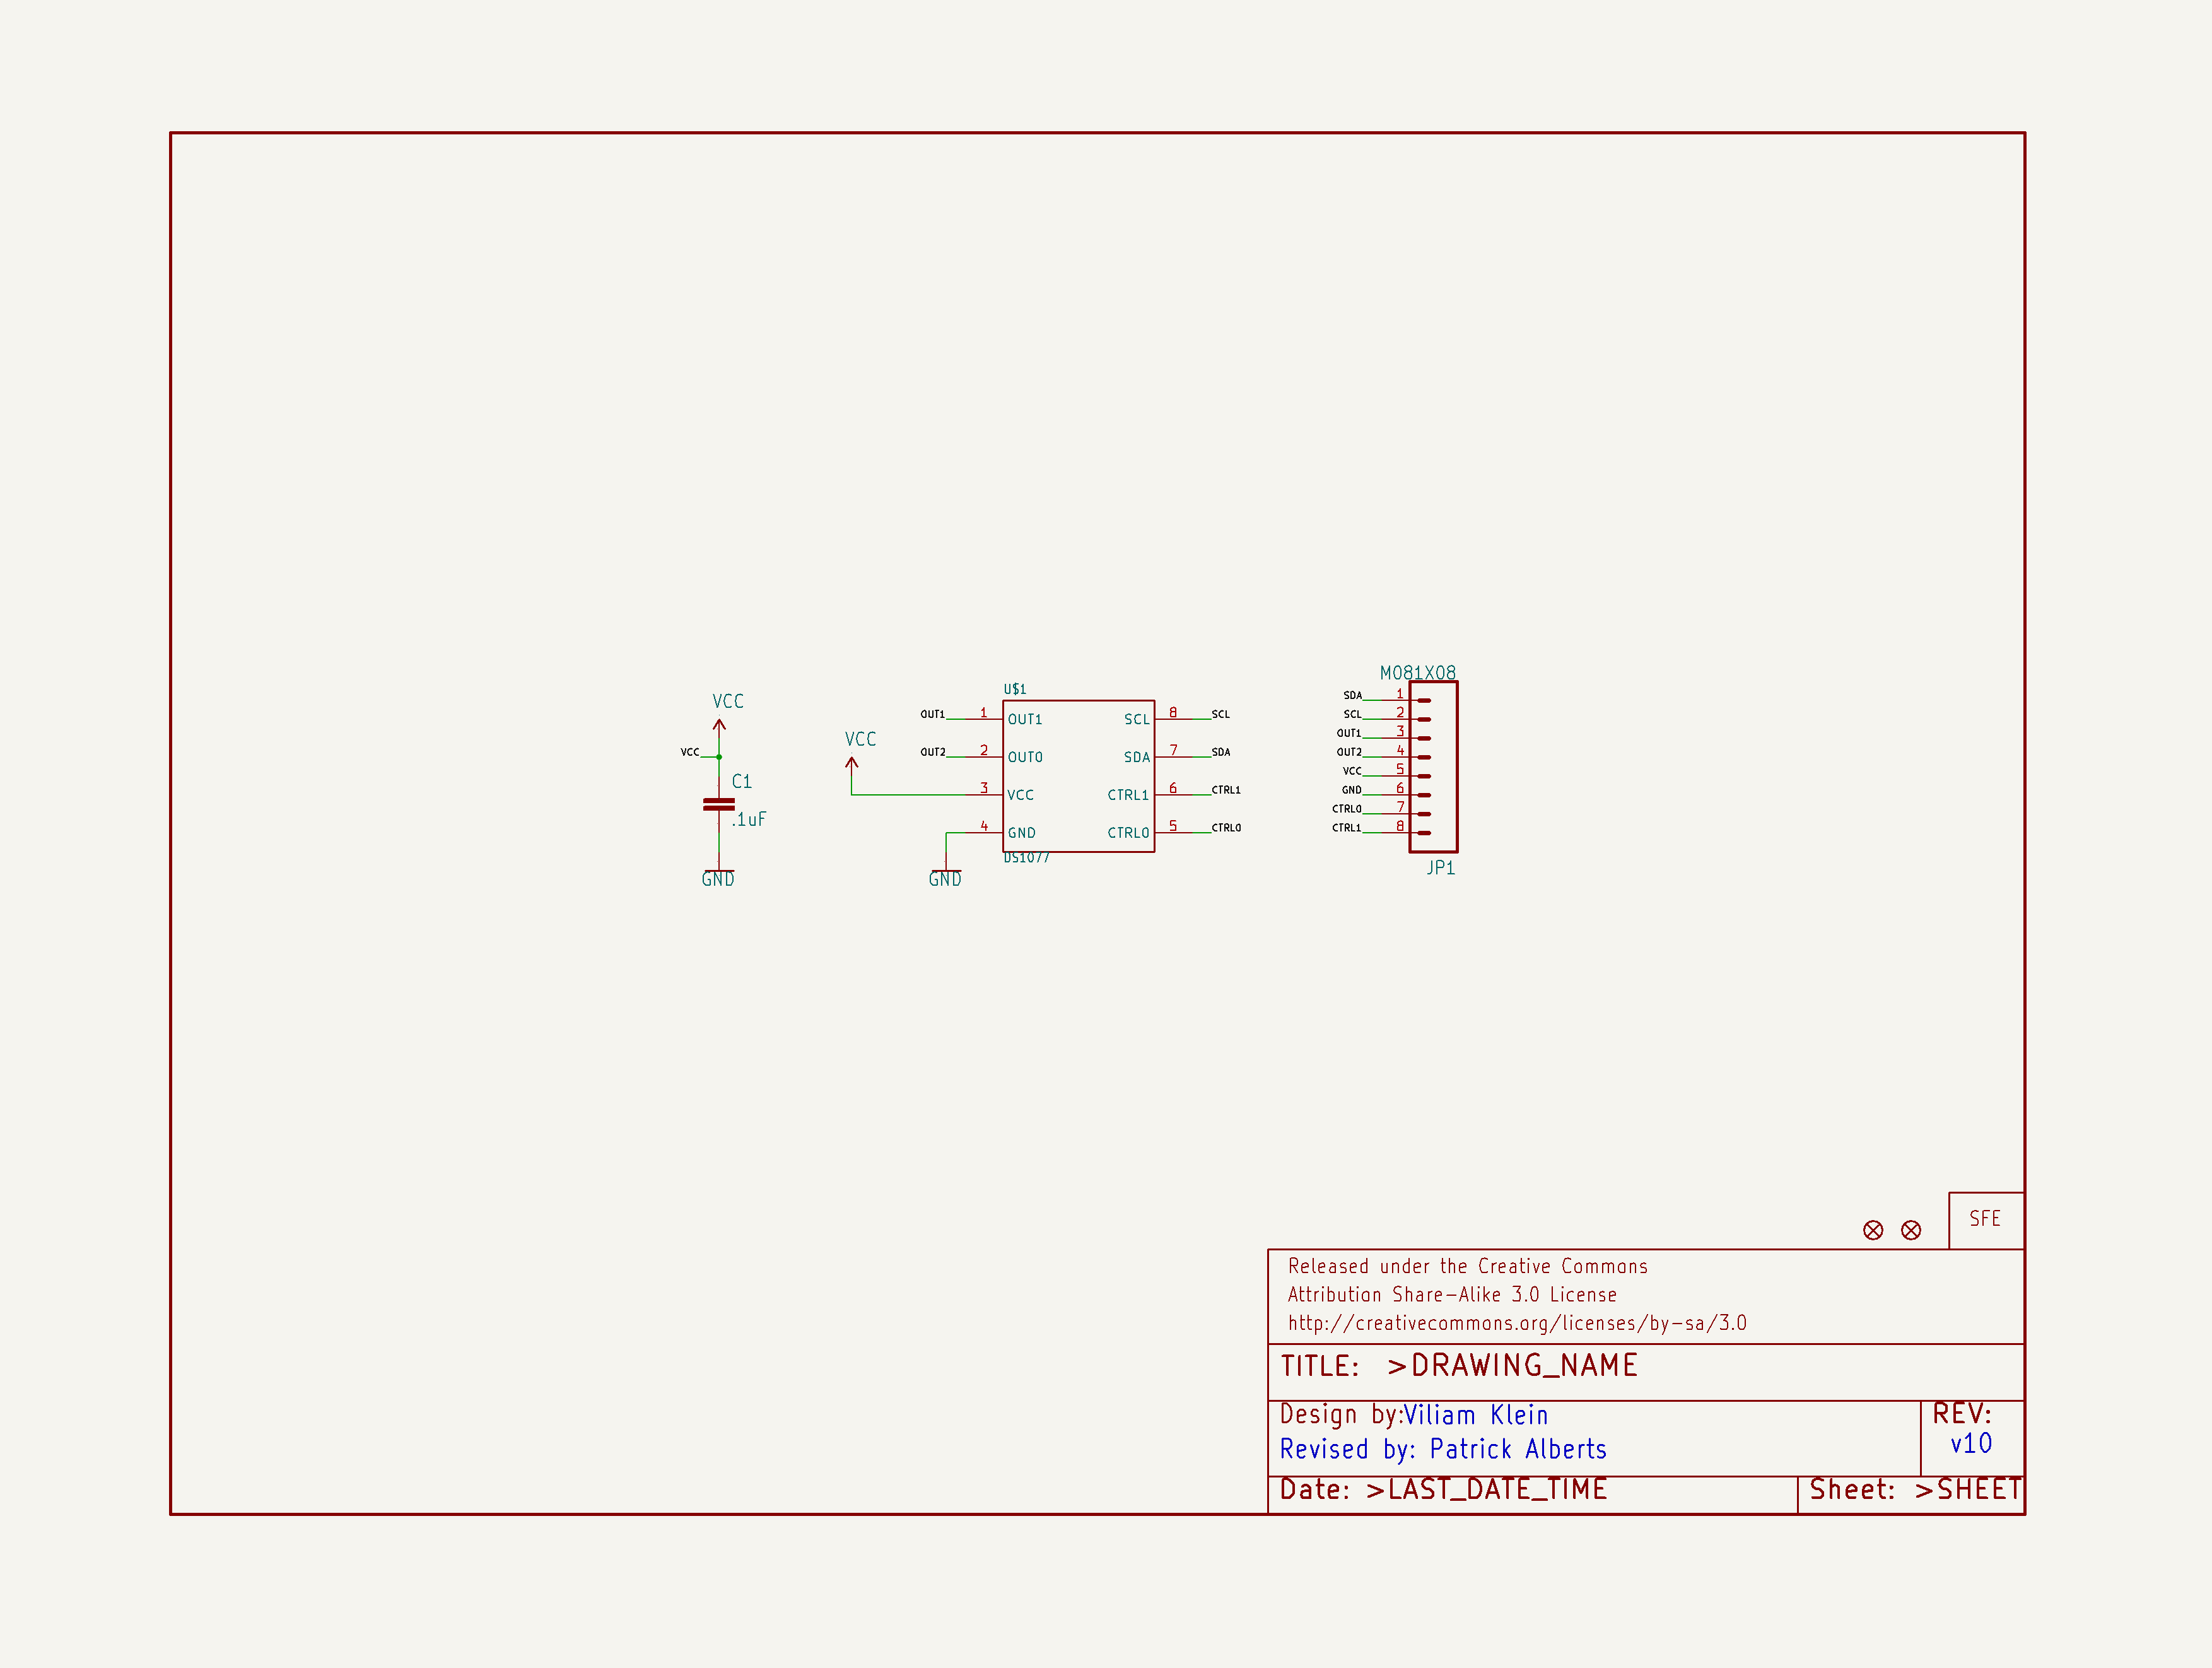 VCC
VCC
C1
.1uF
GND
VCC
GND
U$1
OUT1 1 OUT1 SCL 8 SCL
OUT2 2 OUT0 SDA 7 SDA
3 VCC CTRL1 6 CTRL1
4 GND CTRL0 5 CTRL0
DS1077
M081X08
SDA 1
SCL 2
OUT1 3
OUT2 4
VCC 5
GND 6
CTRL0 7
CTRL1 8
JP1
SFE
Released under the Creative Commons
Attribution Share-Alike 3.0 License
http://creativecommons.org/licenses/by-sa/3.0
TITLE: >DRAWING_NAME
Design by:Viliam Klein
Revised by: Patrick Alberts
REV:
v10
Date: >LAST_DATE_TIME
Sheet: >SHEET